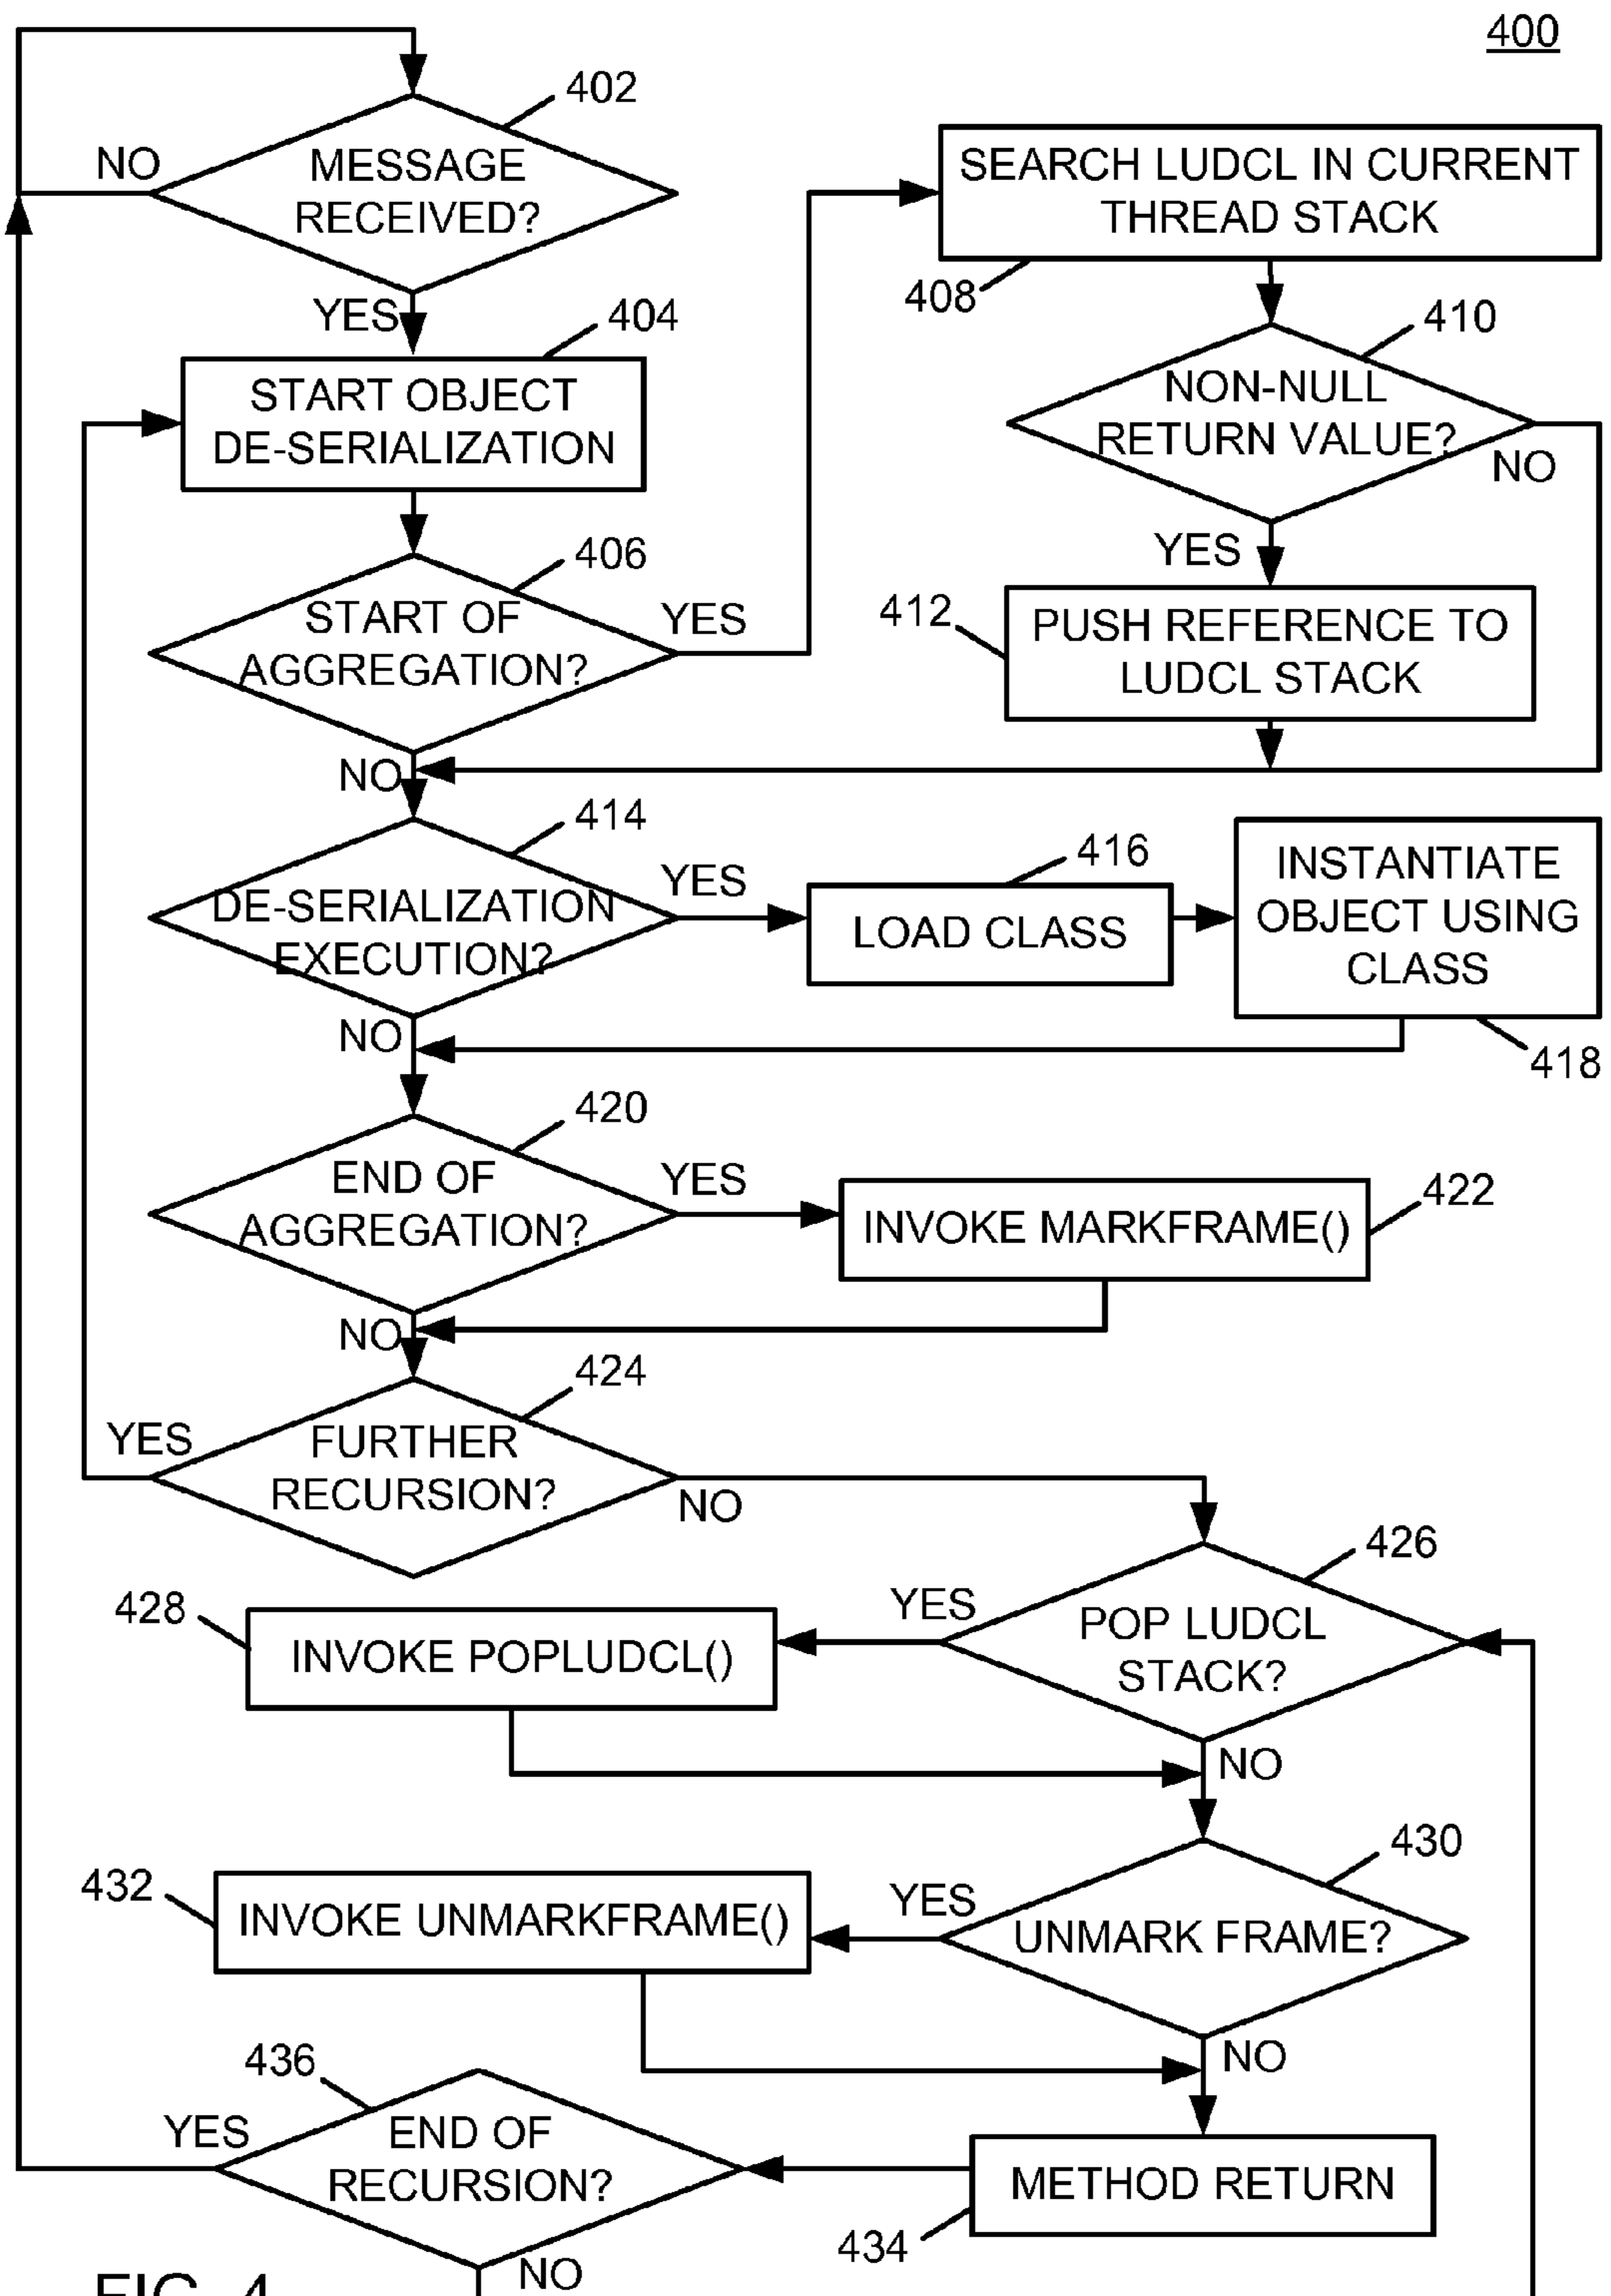 400
402
NO
MESSAGE
RECEIVED?
YES
404
START OBJECT
DE-SERIALIZATION
406
START OF
AGGREGATION?
YES
SEARCH LUDCL IN CURRENT
THREAD STACK
408
410
NON-NULL
RETURN VALUE?
NO
YES
412
PUSH REFERENCE TO
LUDCL STACK
NO
414
DE-SERIALIZATION
EXECUTION?
YES
416
LOAD CLASS
INSTANTIATE
OBJECT USING
CLASS
418
NO
420
END OF
AGGREGATION?
YES
INVOKE MARKFRAME()
422
NO
424
YES
FURTHER
RECURSION?
NO
426
POP LUDCL
STACK?
YES
428
INVOKE POPLUDCL()
NO
430
UNMARK FRAME?
YES
432
INVOKE UNMARKFRAME()
NO
METHOD RETURN
434
436
YES
END OF
RECURSION?
NO
FIG. 4